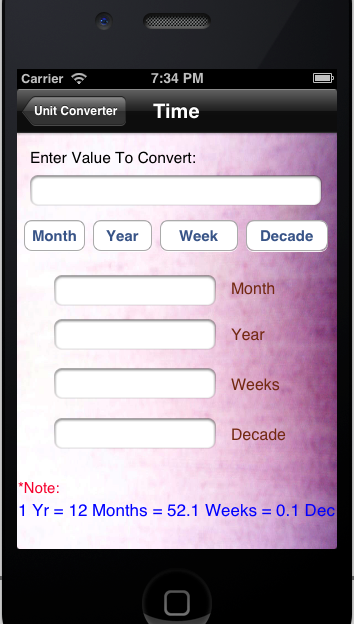 Carrier 7:34 PM
Unit Converter Time
Enter Value To Convert:
Month Year Week Decade
Month
Year
Weeks
Decade
*Note:
1 Yr = 12 Months = 52.1 Weeks = 0.1 Dec